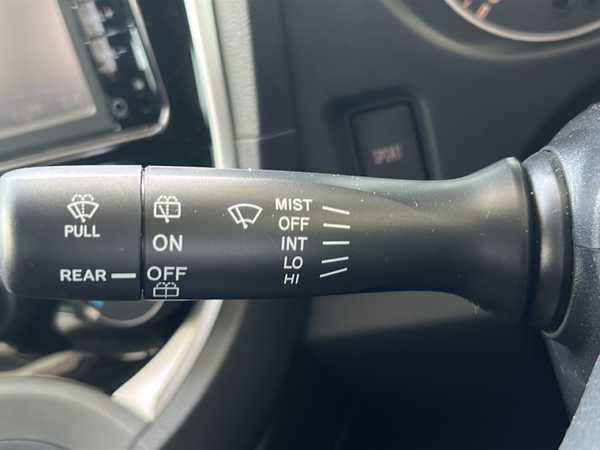 SPORT
MIST
OFF
INT
LO
HI
PULL
ON
REAR OFF